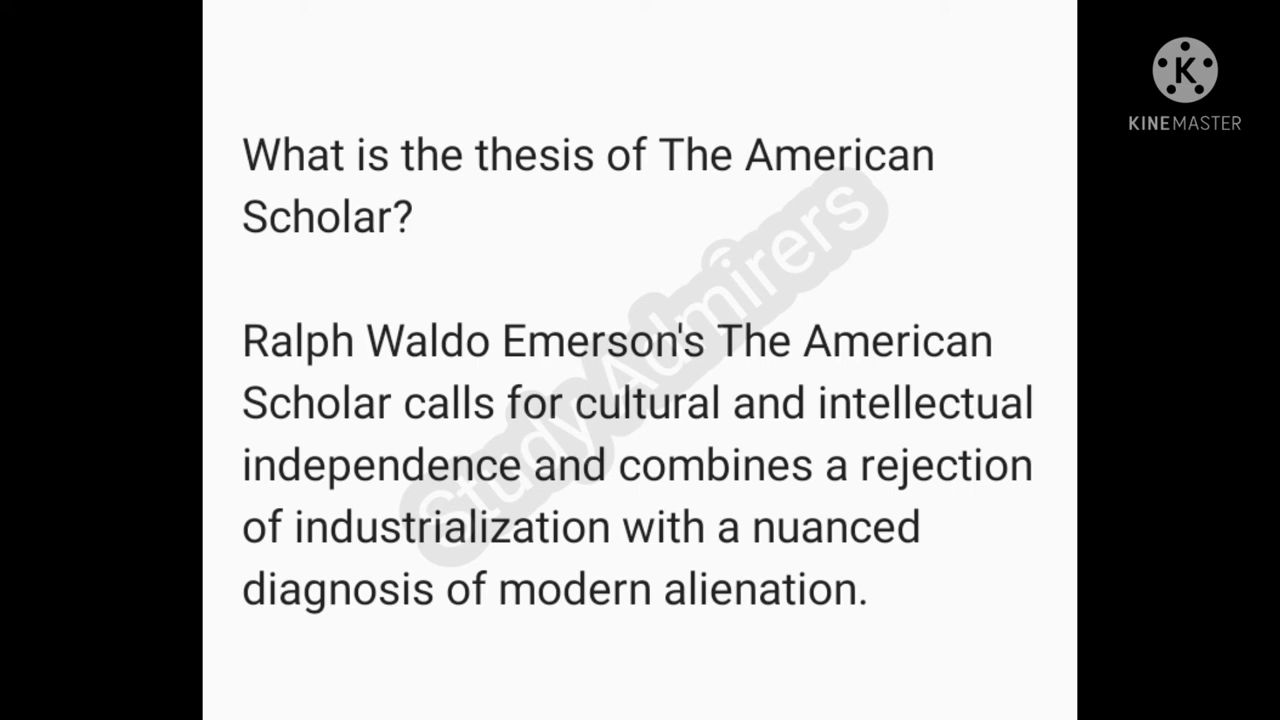 What is the thesis of The American
Scholar?
Ralph Waldo Emerson's The American
Scholar calls for cultural and intellectual
independence and combines a rejection
of industrialization with a nuanced
diagnosis of modern alienation.
Study Admirers
K
KINEMASTER